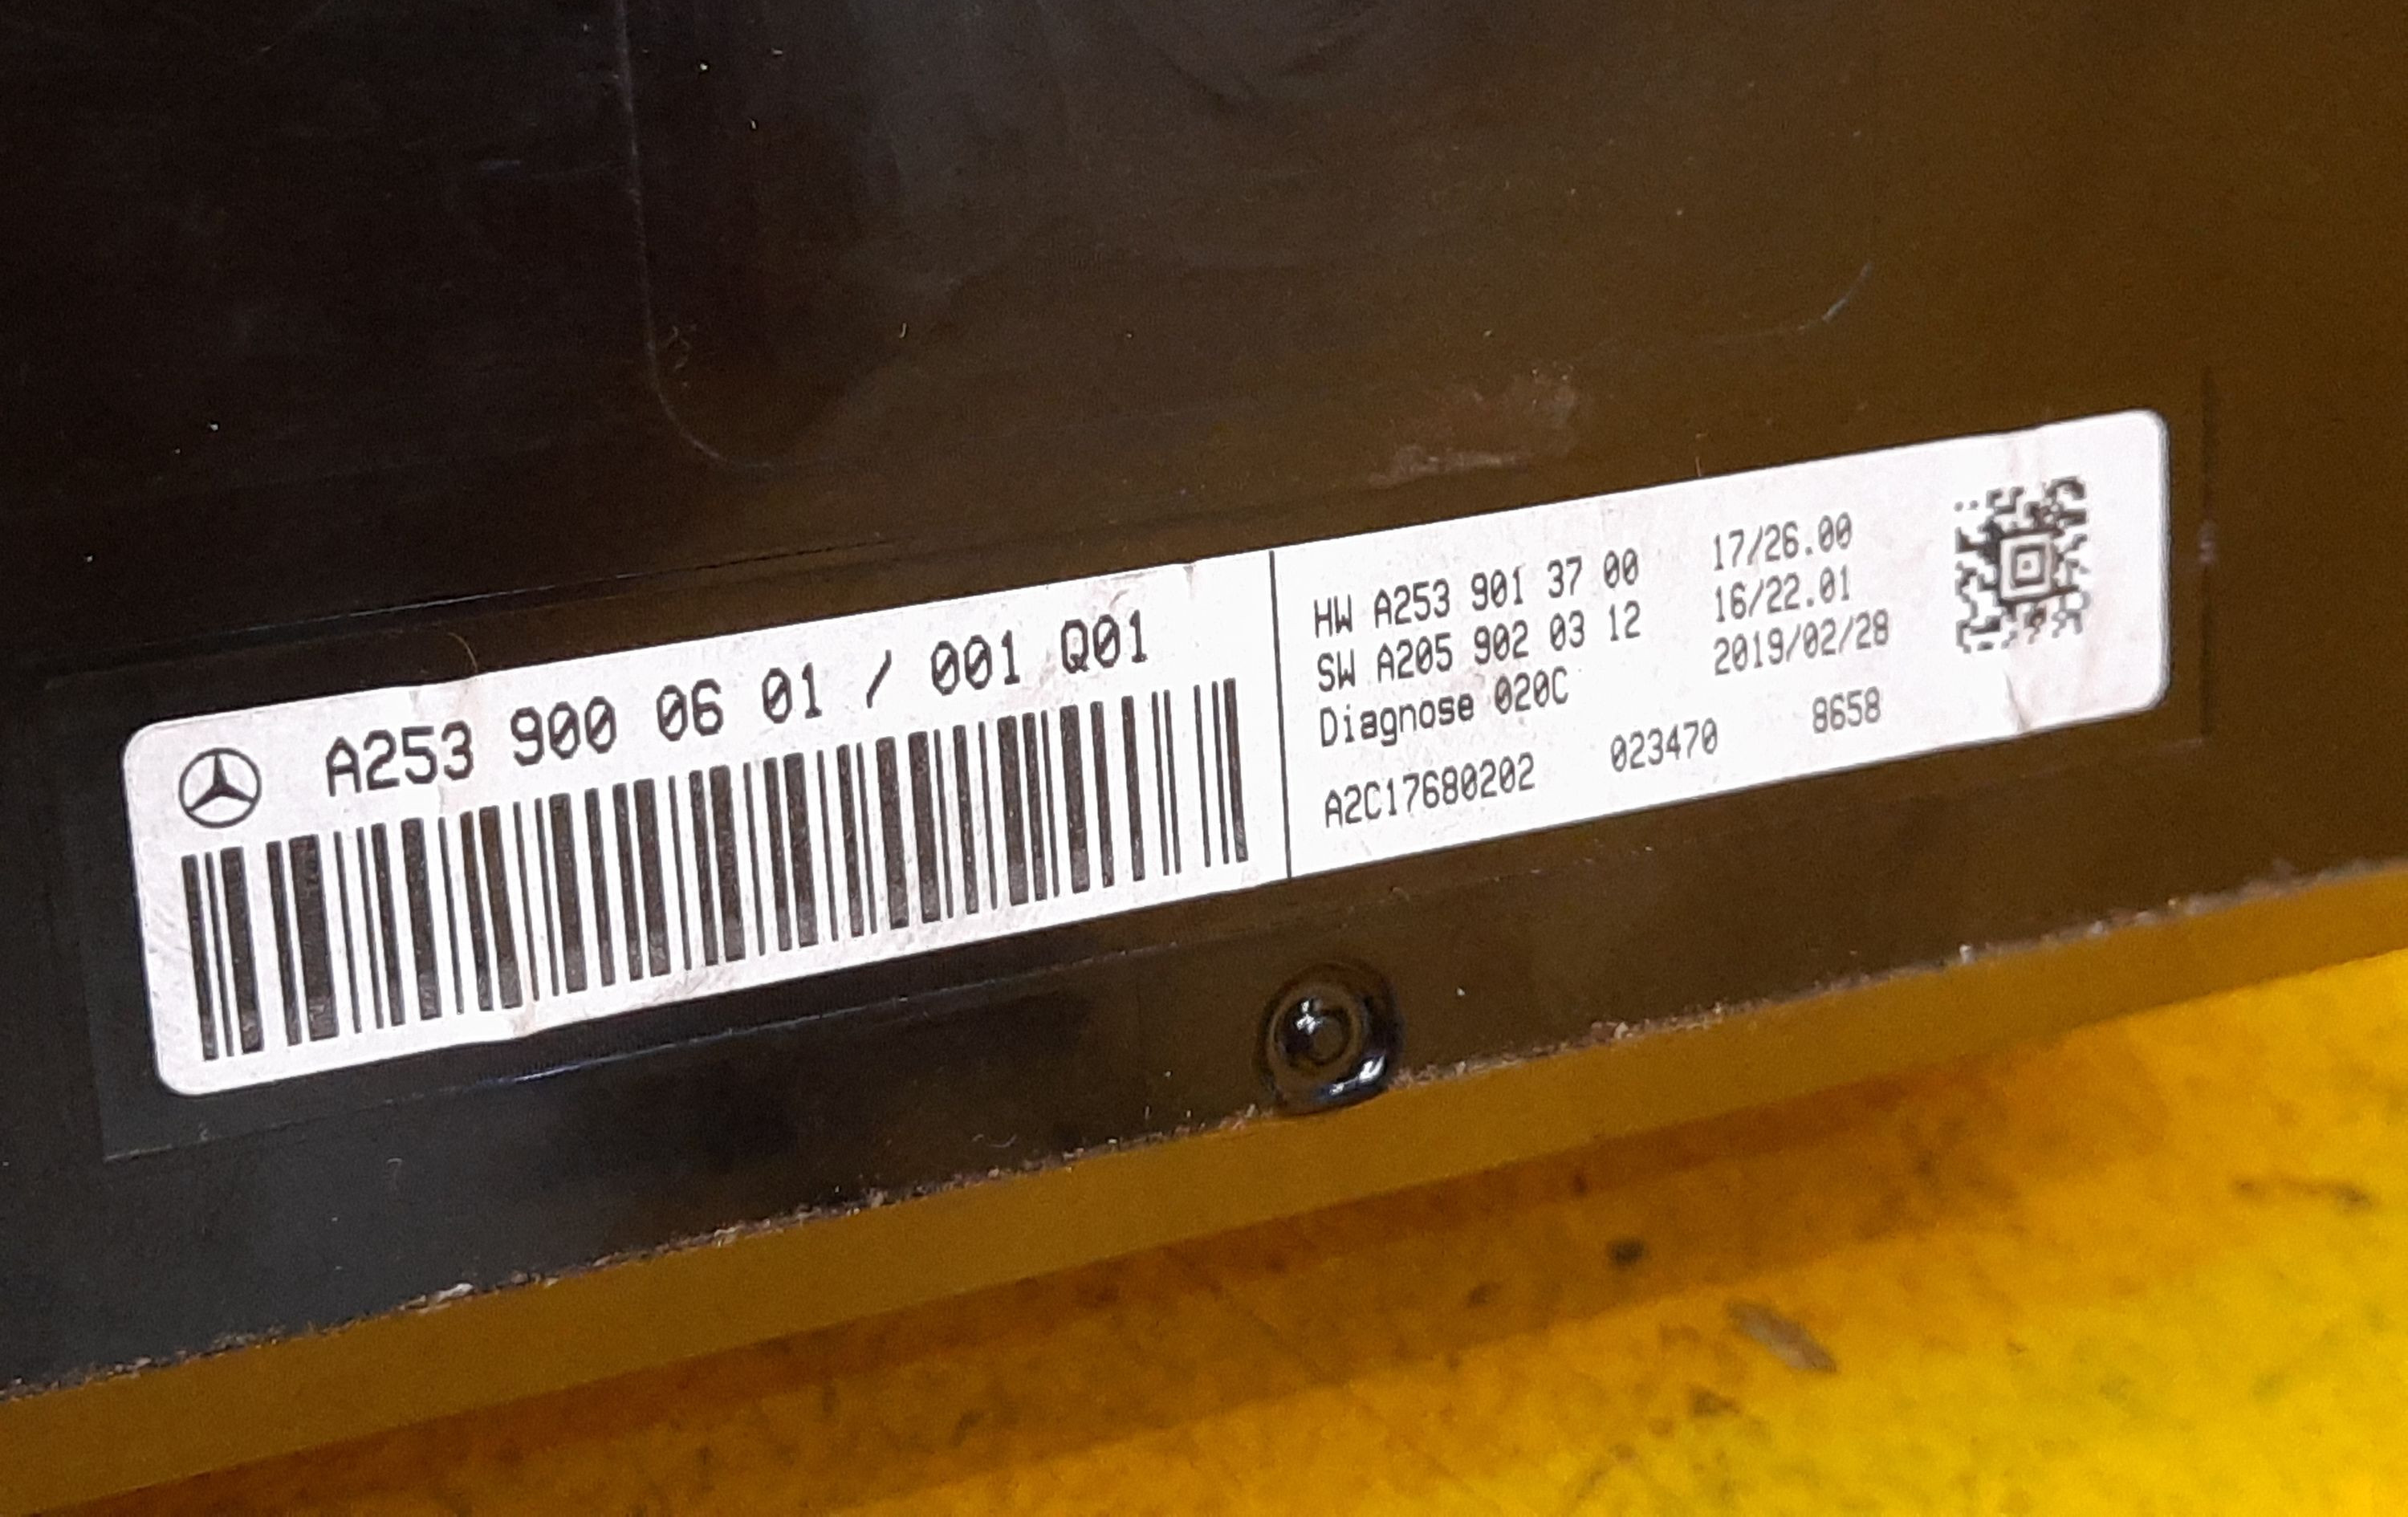 A253 900 06 01 / 001 Q01
HW A253 901 37 00 17/26.00
SW A205 902 03 12 16/22.01
Diagnose 020C 2019/02/28
A2C17680202 023470 8658